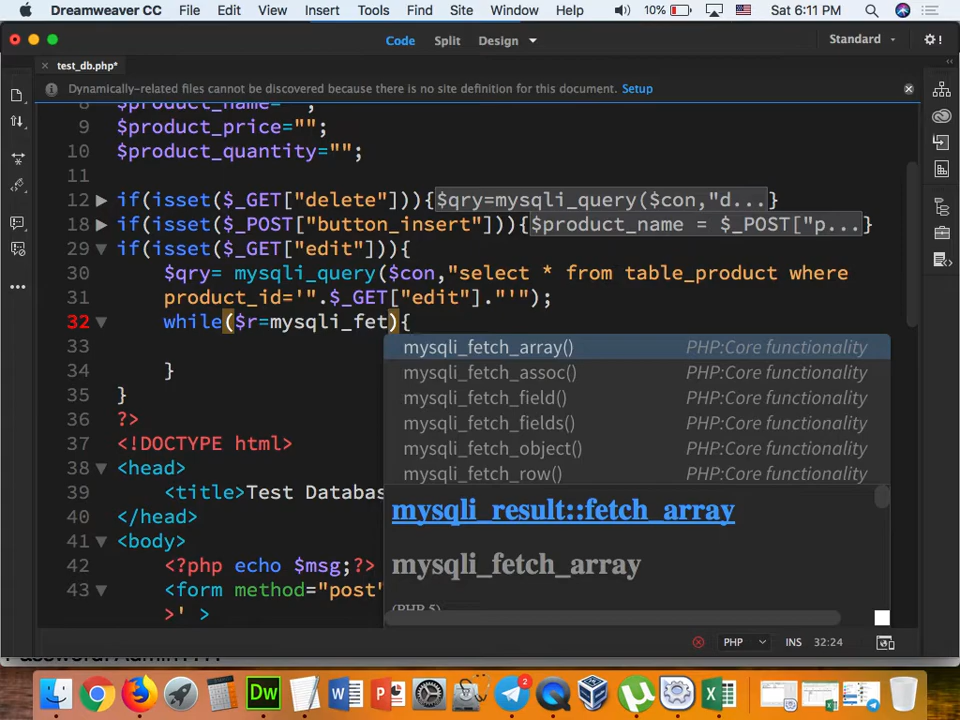 Dreamweaver CC File Edit View Insert Tools Find Site Window Help 10% Sat 6:11 PM
Code Split Design Standard
test_db.php*
Dynamically-related files cannot be discovered because there is no site definition for this document. Setup
8 $product_name="";
9 $product_price="";
10 $product_quantity="";
11
12 if(isset($_GET["delete"])){$qry=mysqli_query($con,"d...}
18 if(isset($_POST["button_insert"])){$product_name = $_POST["p...}
29 if(isset($_GET["edit"])){
30 $qry= mysqli_query($con,"select * from table_product where
31 product_id='".$_GET["edit"]."'");
32 while($r=mysqli_fet){
mysqli_fetch_array() PHP:Core functionality
33
mysqli_fetch_assoc() PHP:Core functionality
34 }
mysqli_fetch_field() PHP:Core functionality
35 }
mysqli_fetch_fields() PHP:Core functionality
36 ?>
mysqli_fetch_object() PHP:Core functionality
37 <!DOCTYPE html>
mysqli_fetch_row() PHP:Core functionality
38 <head>
39 <title>Test Databas
mysqli_result::fetch_array
40 </head>
41 <body>
42 <?php echo $msg;?>
mysqli_fetch_array
43 <form method="post"
(PHP 5)
>' >
PHP INS 32:24
Dw
2